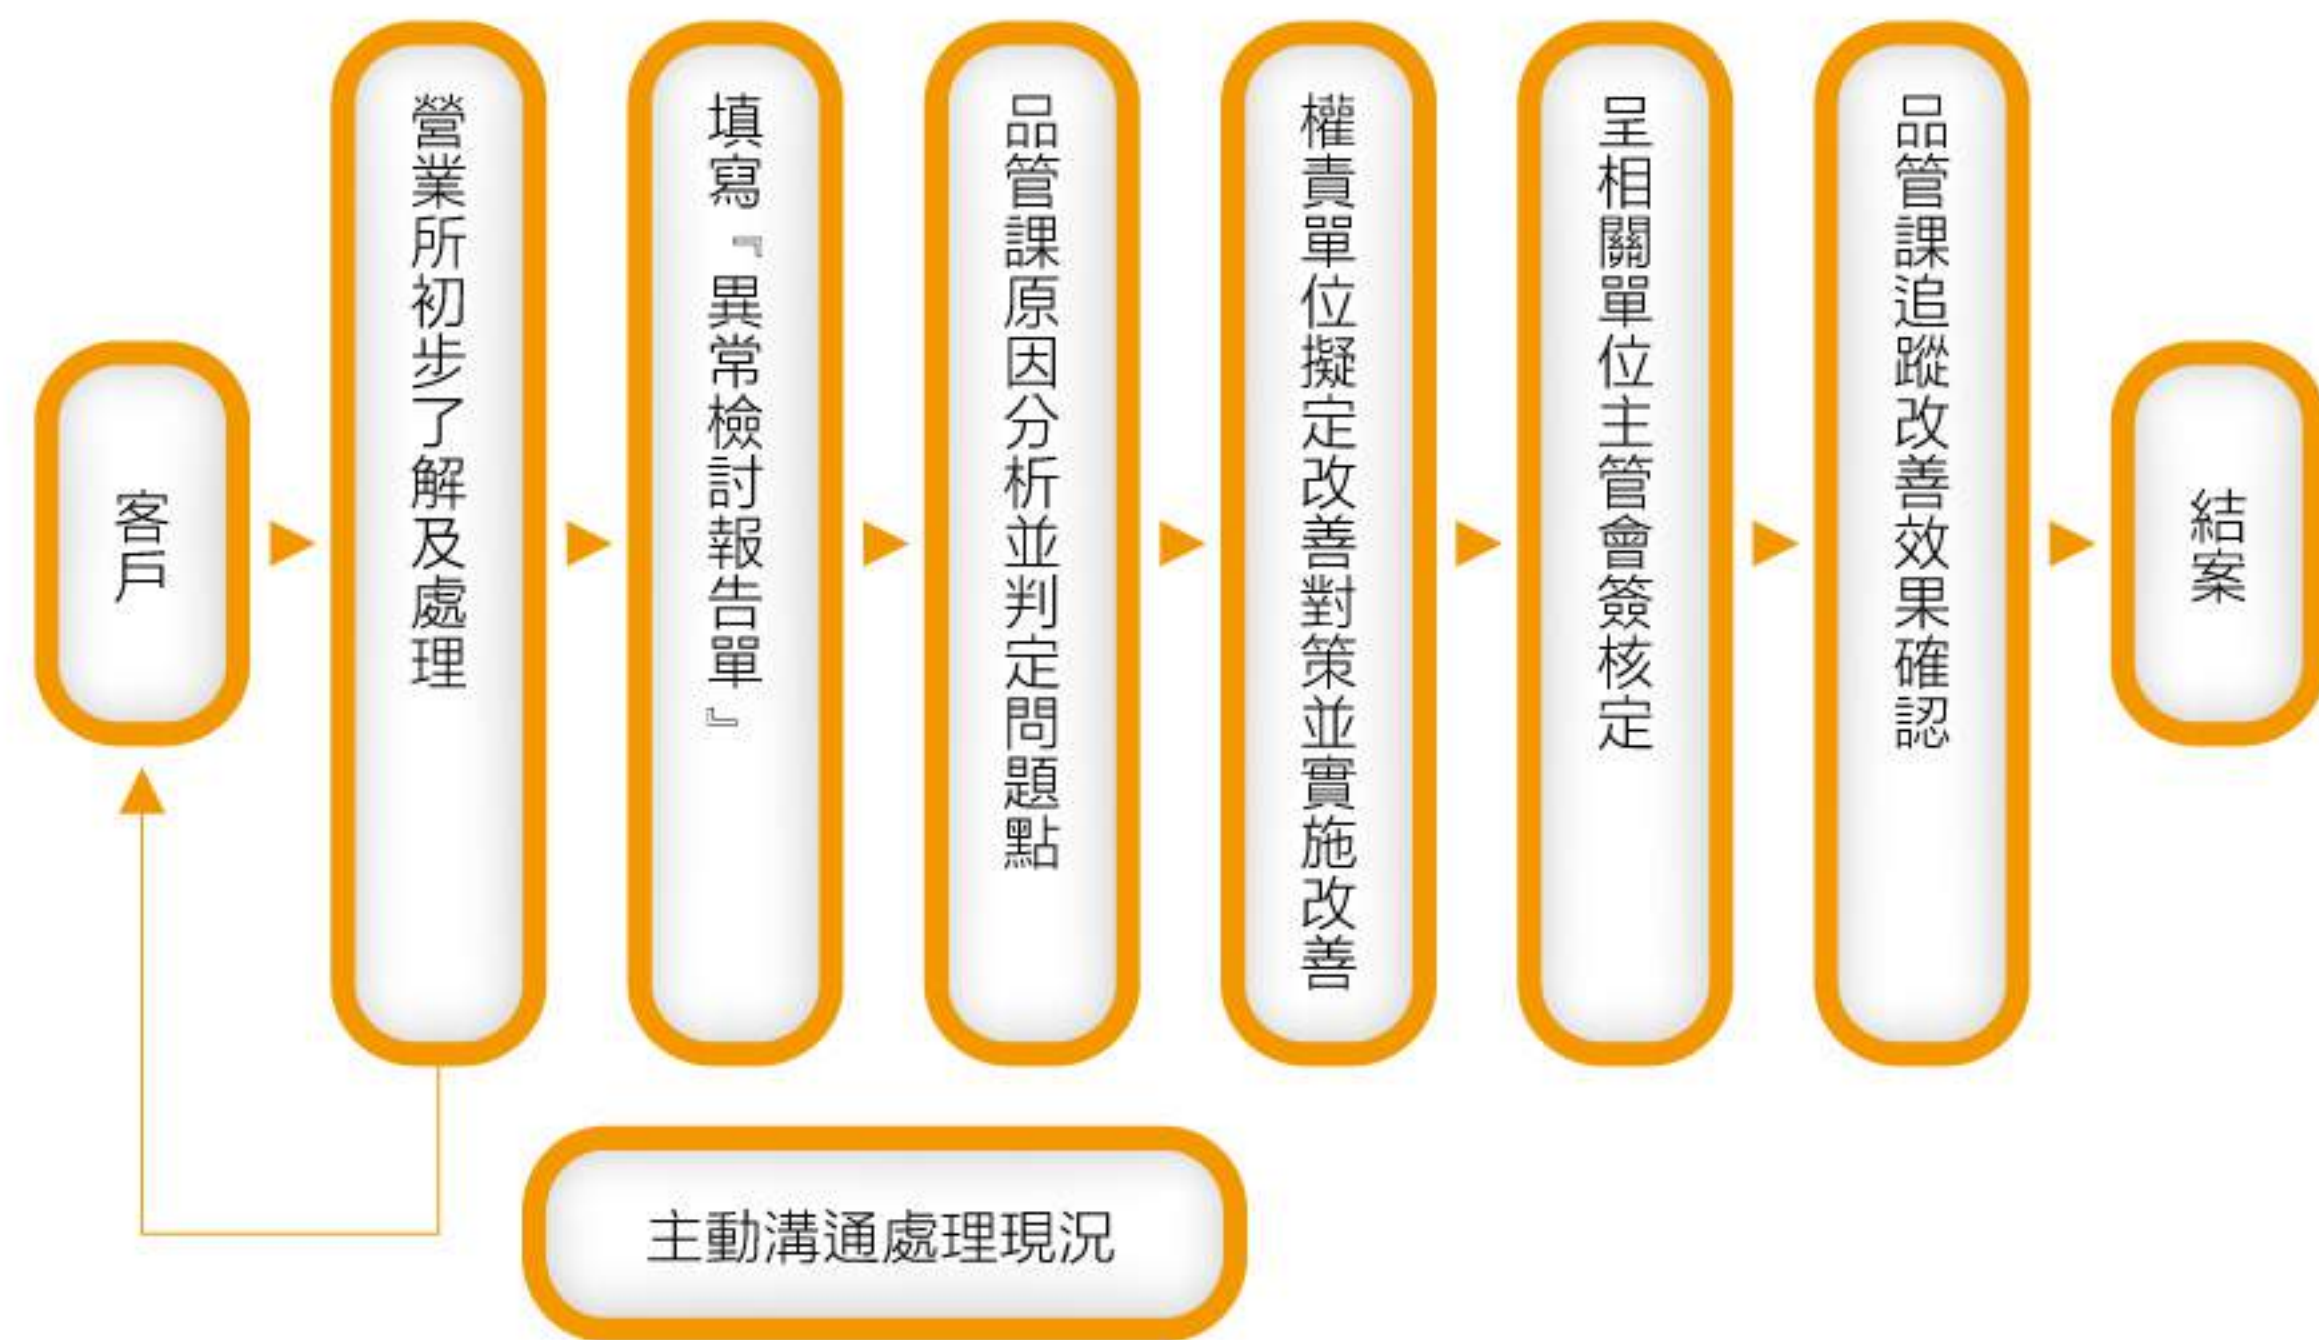 客戶
營業所初步了解及處理
填寫『異常檢討報告單』
品管課原因分析並判定問題點
權責單位擬定改善對策並實施改善
呈相關單位主管會簽核定
品管課追蹤改善效果確認
結案
主動溝通處理現況